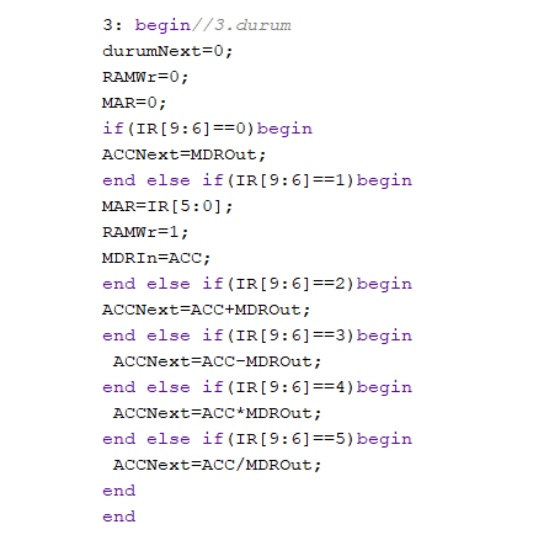 3: begin//3.durum
durumNext=0;
RAMWr=0;
MAR=0;
if(IR[9:6]==0)begin
ACCNext=MDROut;
end else if(IR[9:6]==1)begin
MAR=IR[5:0];
RAMWr=1;
MDRIn=ACC;
end else if(IR[9:6]==2)begin
ACCNext=ACC+MDROut;
end else if(IR[9:6]==3)begin
ACCNext=ACC-MDROut;
end else if(IR[9:6]==4)begin
ACCNext=ACC*MDROut;
end else if(IR[9:6]==5)begin
ACCNext=ACC/MDROut;
end
end